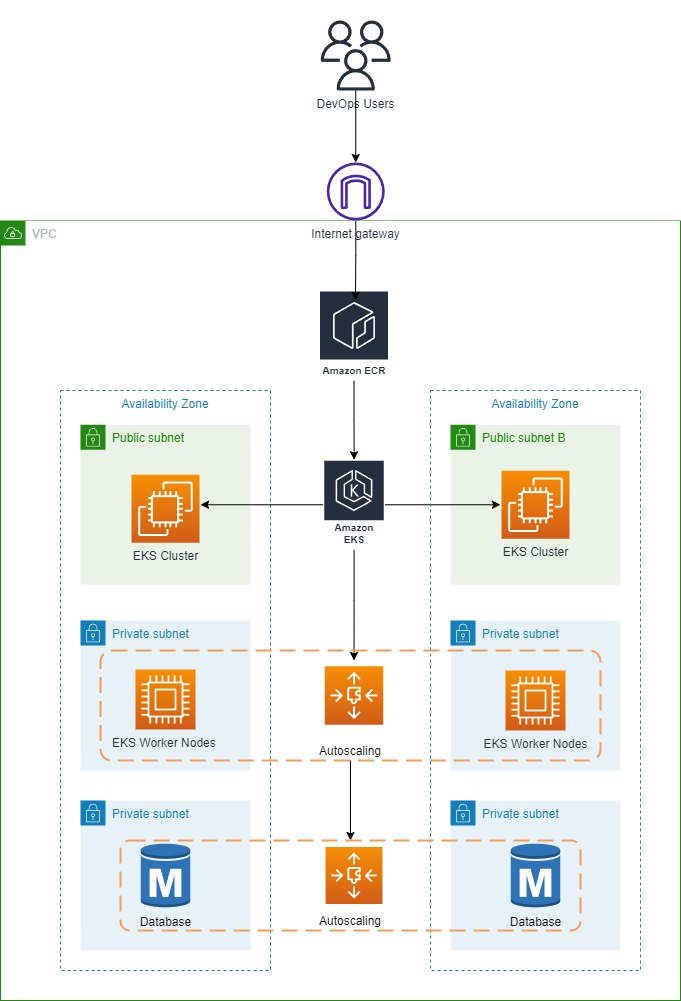 DevOps Users
Internet gateway
VPC
Amazon ECR
Availability Zone
Availability Zone
Public subnet
Public subnet B
EKS Cluster
EKS Cluster
Amazon
EKS
Private subnet
Private subnet
EKS Worker Nodes
EKS Worker Nodes
Autoscaling
Private subnet
Private subnet
M
M
Database
Autoscaling
Database